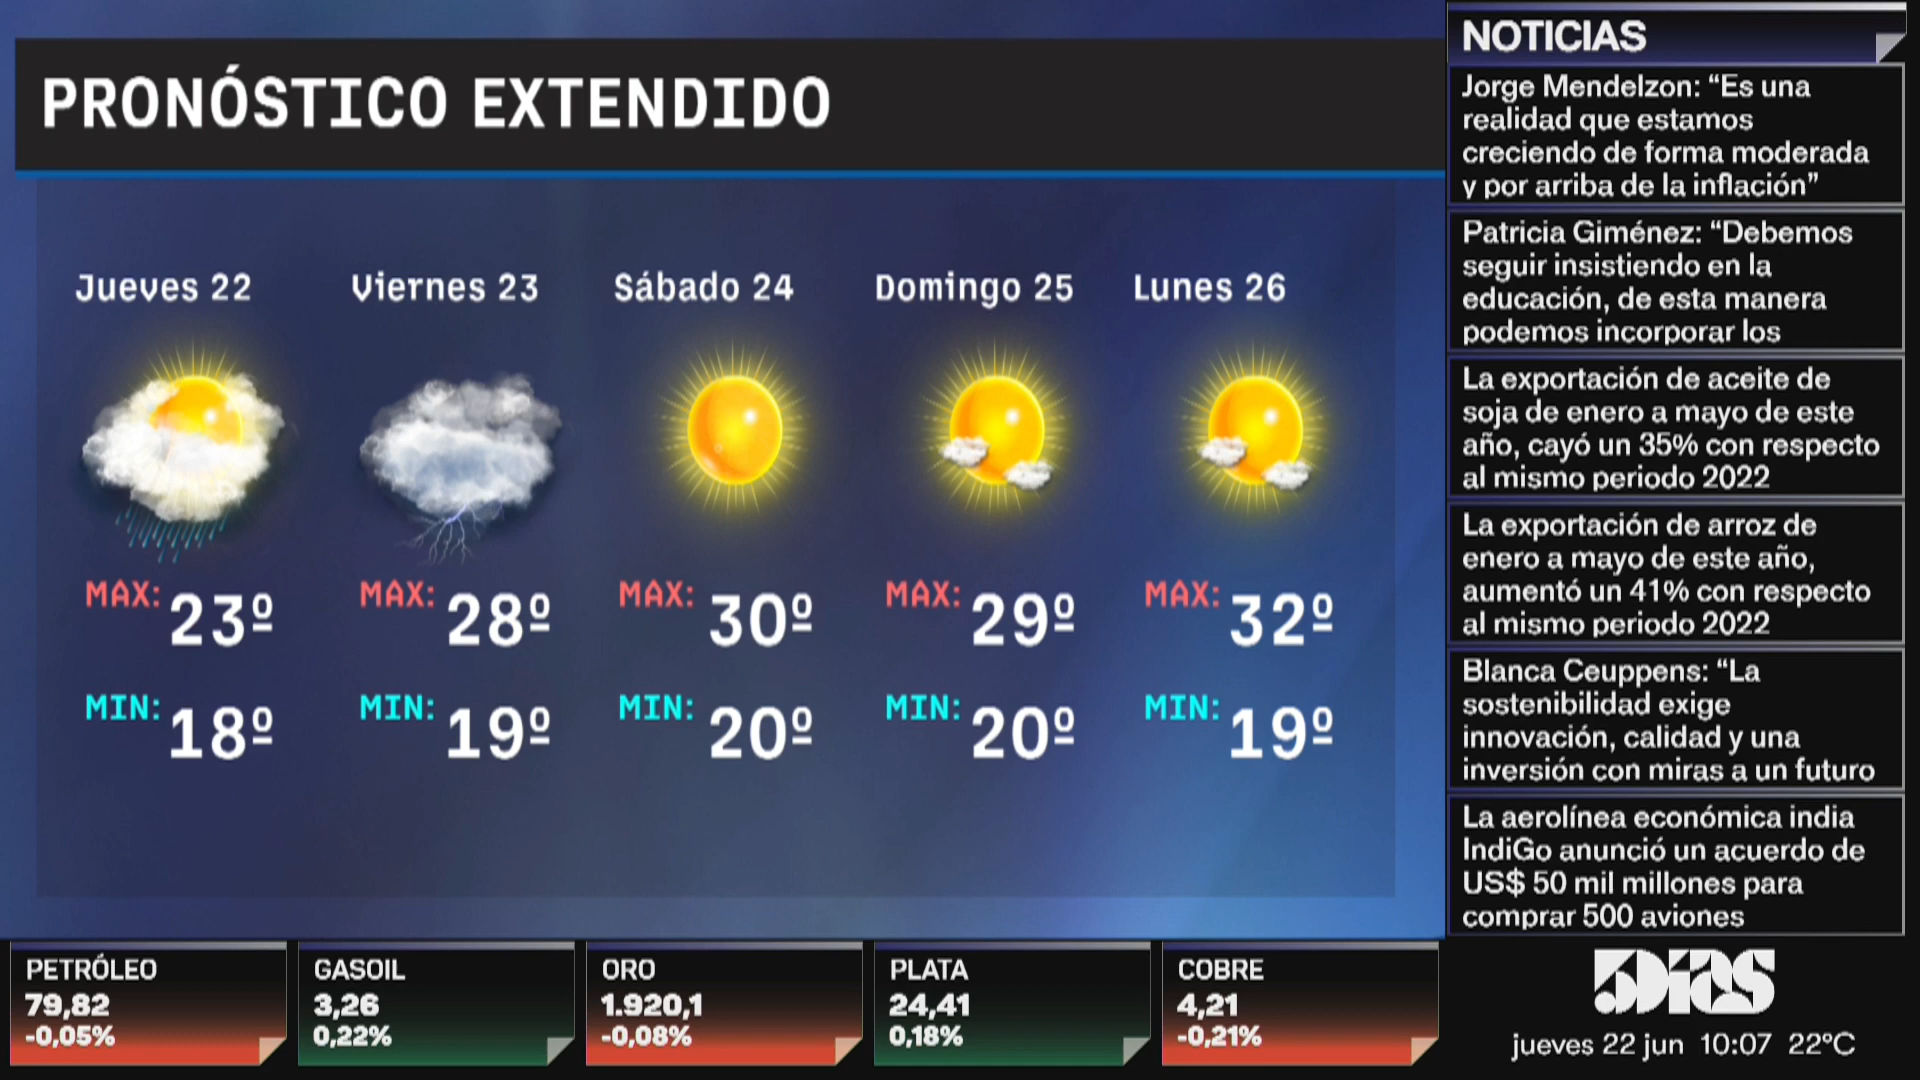 PRONÓSTICO EXTENDIDO
Jueves 22
Viernes 23
Sábado 24
Domingo 25
Lunes 26
MAX: 23º
MAX: 28º
MAX: 30º
MAX: 29º
MAX: 32º
MIN: 18º
MIN: 19º
MIN: 20º
MIN: 20º
MIN: 19º
NOTICIAS
Jorge Mendelzon: “Es una
realidad que estamos
creciendo de forma moderada
y por arriba de la inflación”
Patricia Giménez: “Debemos
seguir insistiendo en la
educación, de esta manera
podemos incorporar los
La exportación de aceite de
soja de enero a mayo de este
año, cayó un 35% con respecto
al mismo periodo 2022
La exportación de arroz de
enero a mayo de este año,
aumentó un 41% con respecto
al mismo periodo 2022
Blanca Ceuppens: “La
sostenibilidad exige
innovación, calidad y una
inversión con miras a un futuro
La aerolínea económica india
IndiGo anunció un acuerdo de
US$ 50 mil millones para
comprar 500 aviones
PETRÓLEO
79,82
-0,05%
GASOIL
3,26
0,22%
ORO
1.920,1
-0,08%
PLATA
24,41
0,18%
COBRE
4,21
-0,21%
5Días
jueves 22 jun 10:07 22°C